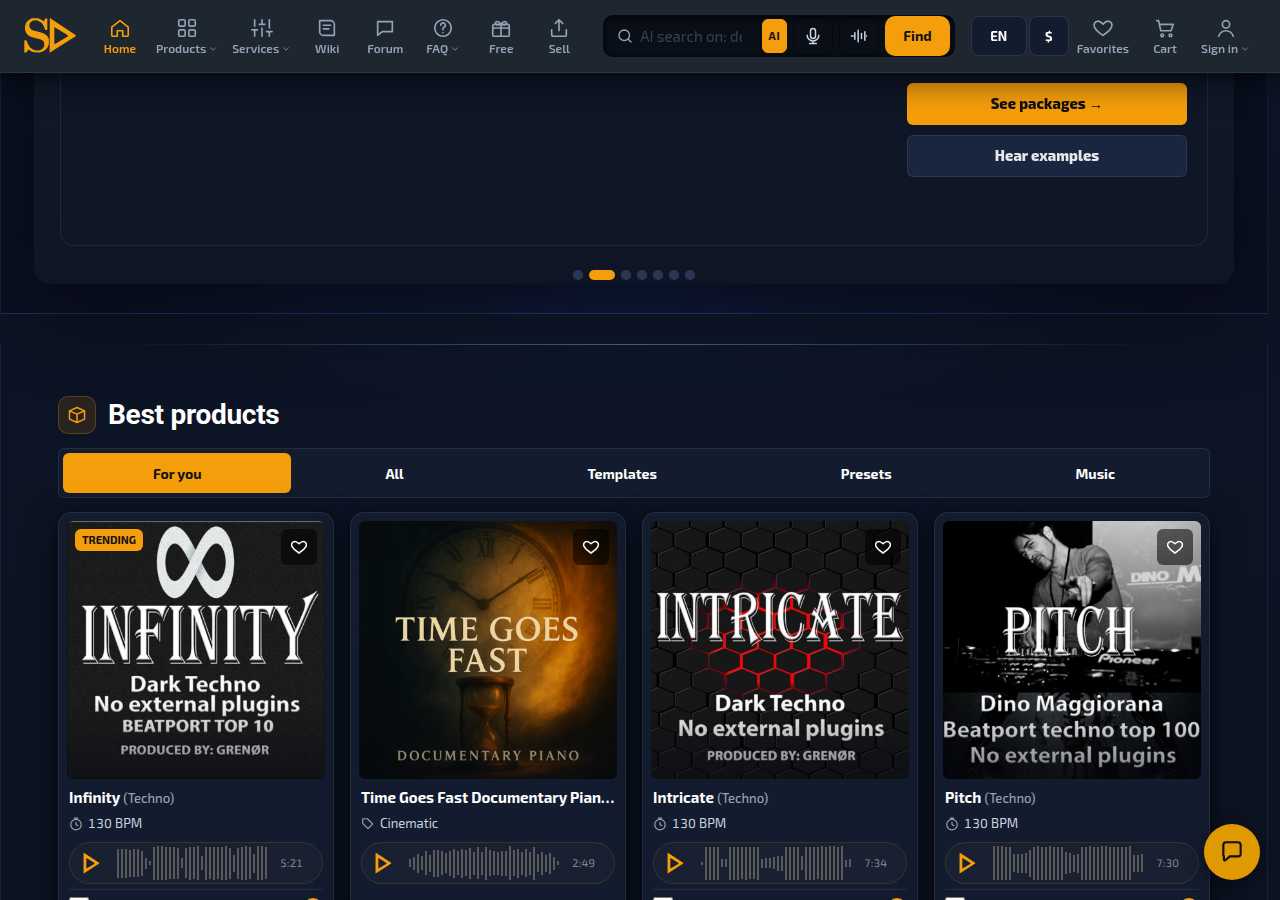 SD
Home
Products
Services
Wiki
Forum
FAQ
Free
Sell
AI search on:
AI
Find
EN
$
Favorites
Cart
Sign in
See packages →
Hear examples
Best products
For you
All
Templates
Presets
Music
TRENDING
INFINITY
Dark Techno
No external plugins
BEATPORT TOP 10
PRODUCED BY: GRENØR
TIME GOES
FAST
DOCUMENTARY PIANO
INTRICATE
Dark Techno
No external plugins
PRODUCED BY: GRENØR
DINO M
PITCH
Pioneer
Dino Maggiorana
Beatport techno top 100
No external plugins
Infinity (Techno)
130 BPM
5:21
Time Goes Fast Documentary Pian...
Cinematic
2:49
Intricate (Techno)
130 BPM
7:34
Pitch (Techno)
130 BPM
7:30